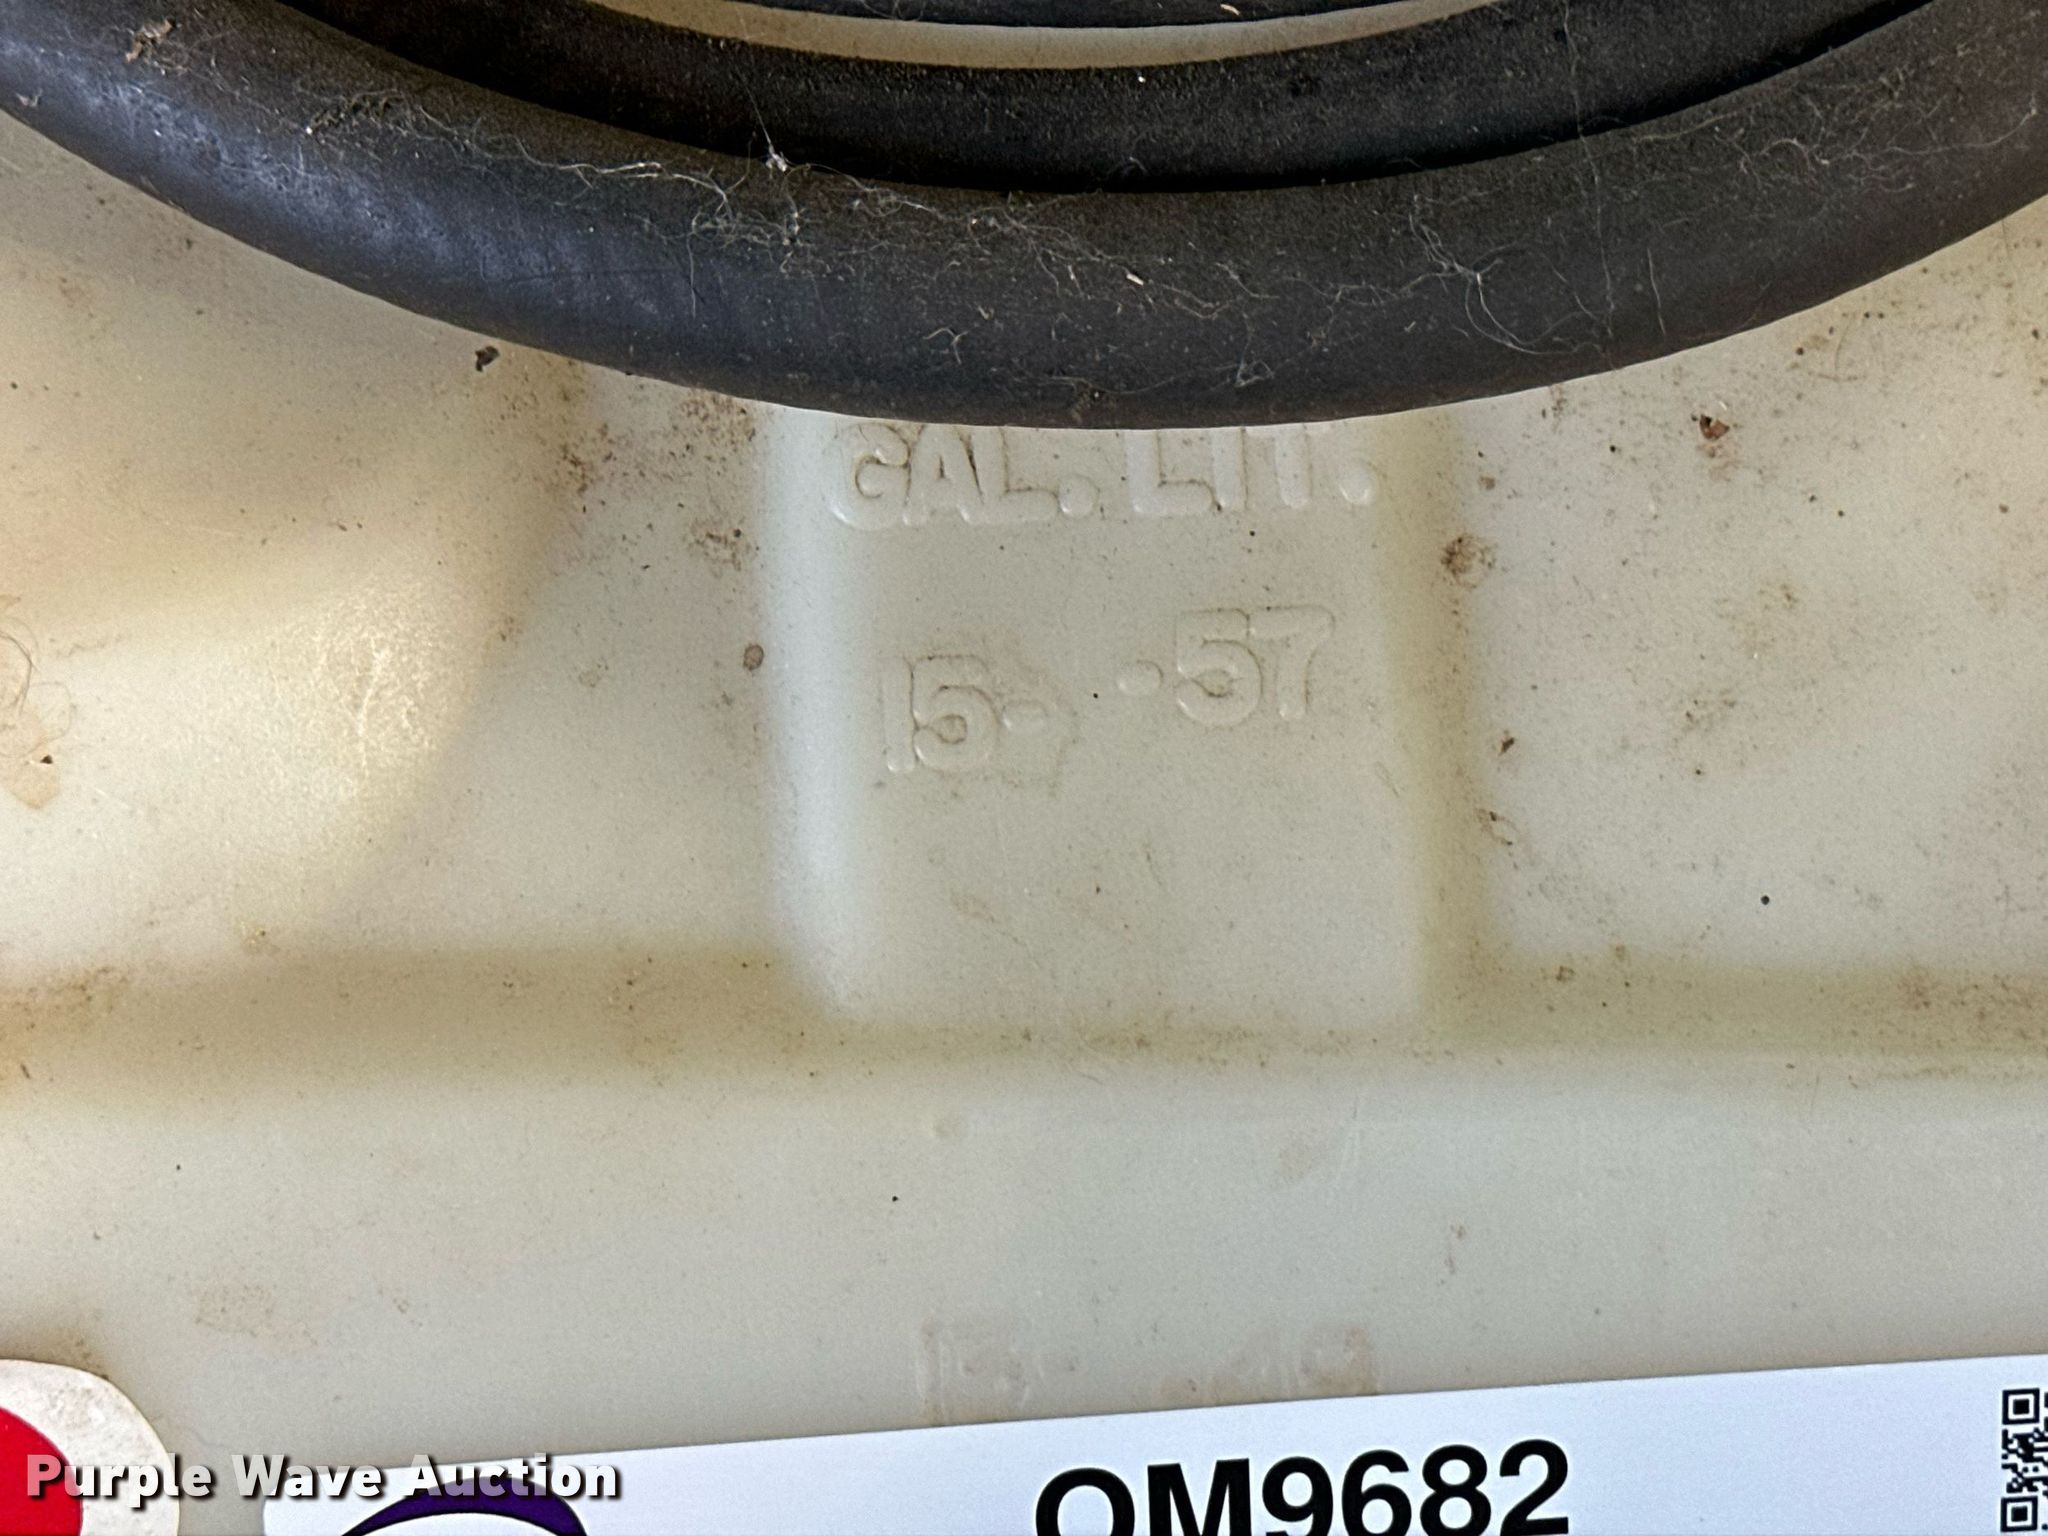 GAL. LIT.
15- -57
OM9682
Purple Wave Auction